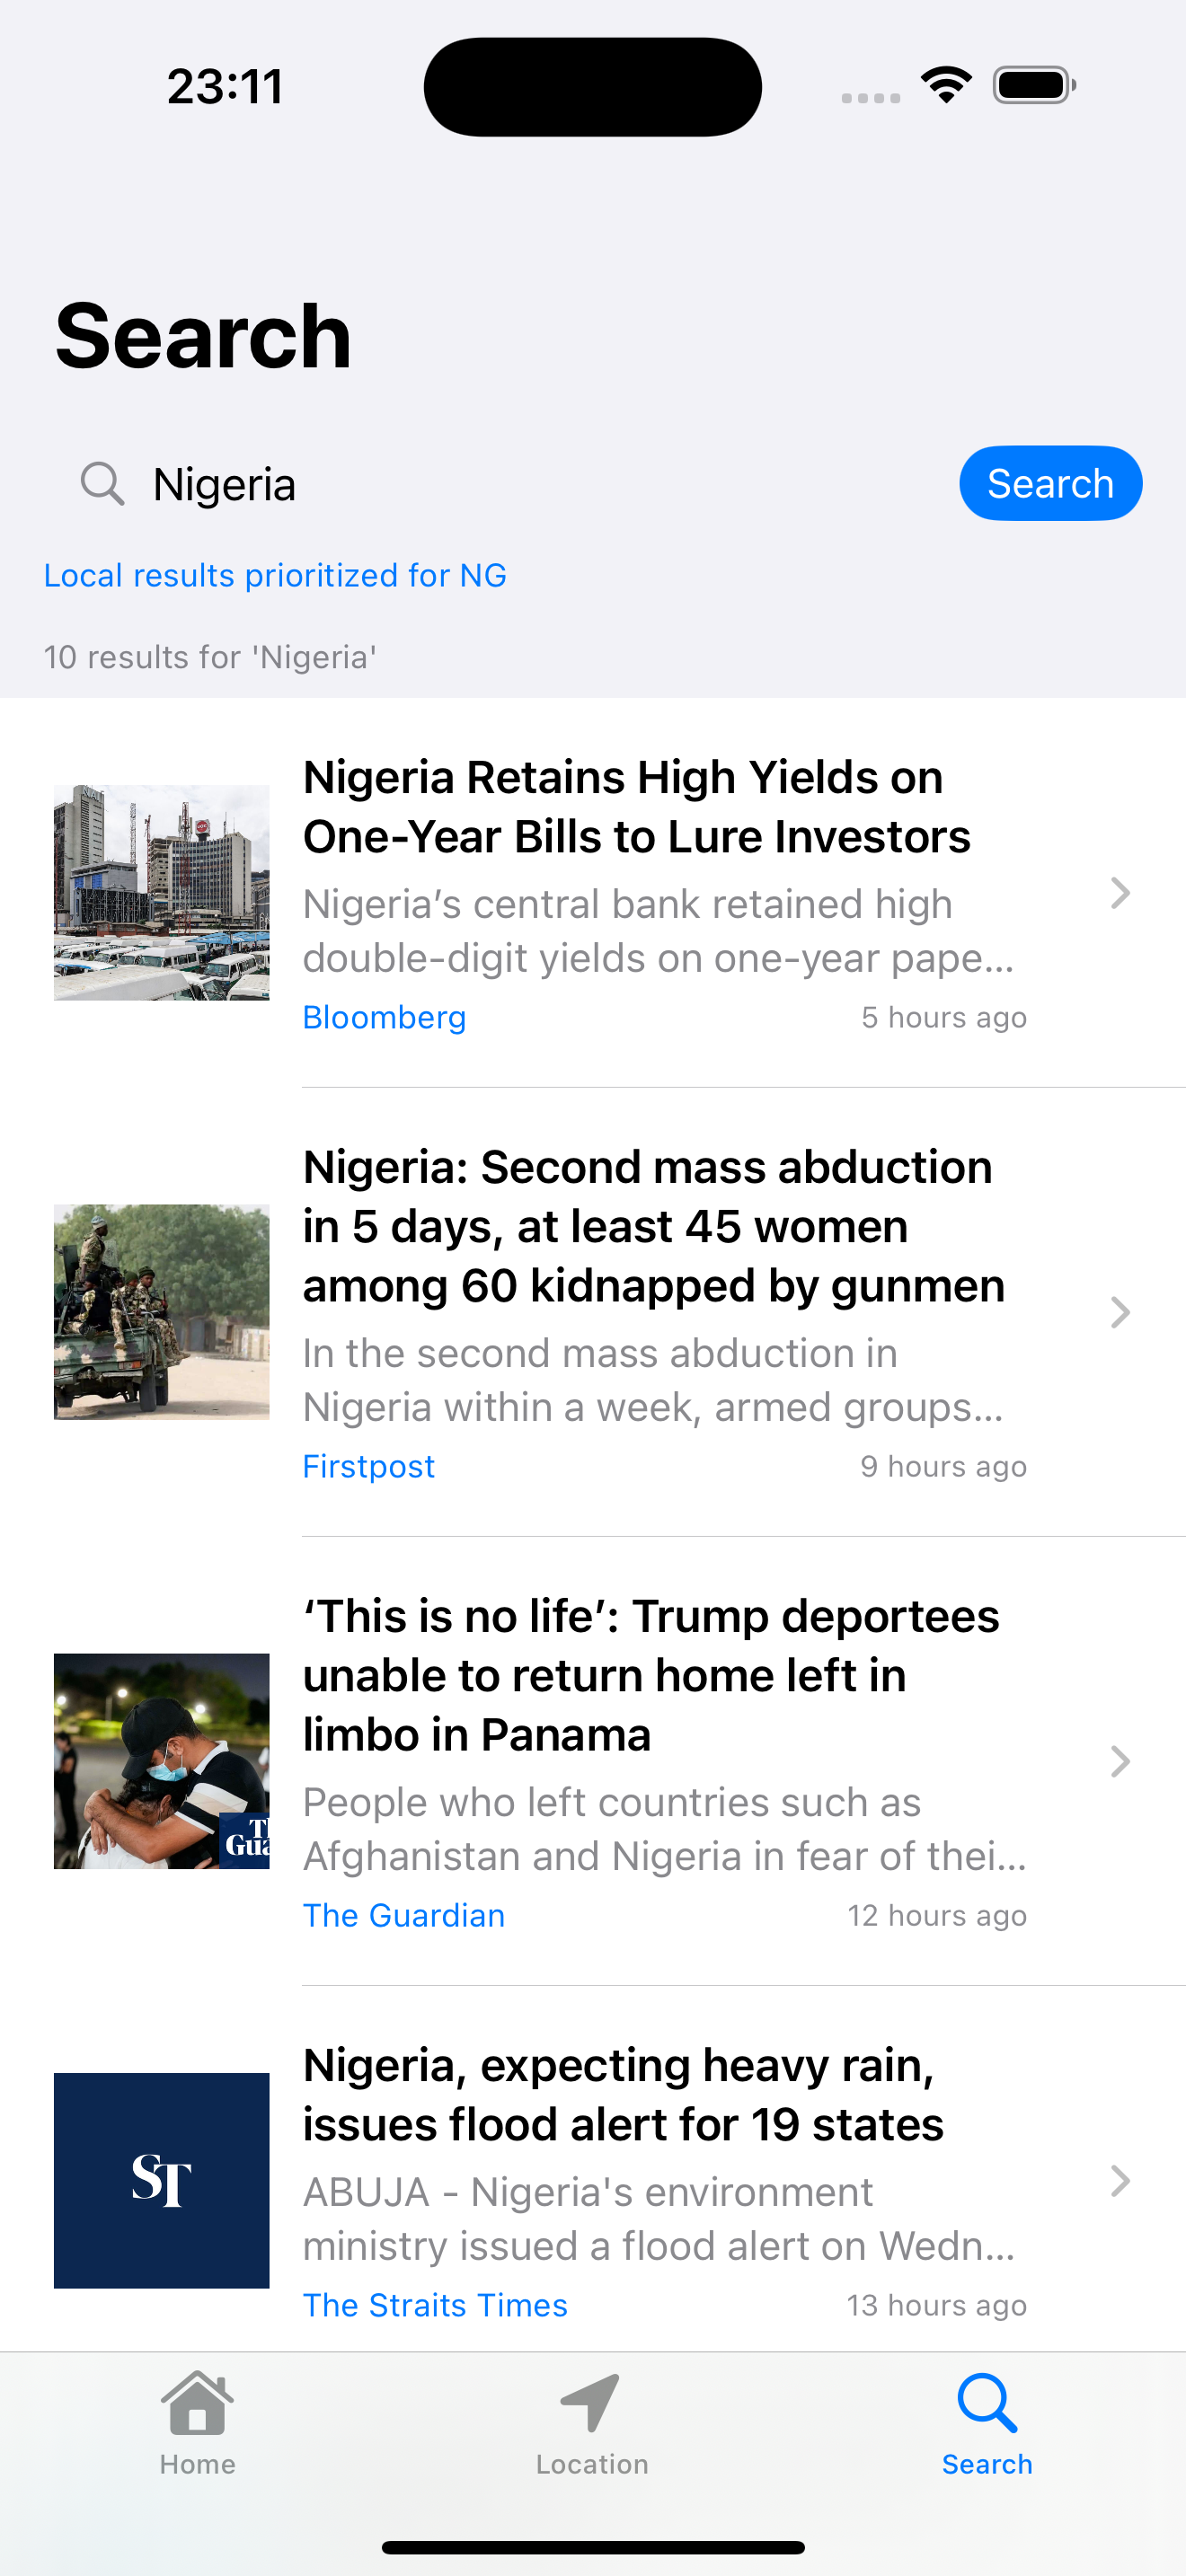 23:11
Search
Nigeria
Search
Local results prioritized for NG
10 results for 'Nigeria'
Nigeria Retains High Yields on
One-Year Bills to Lure Investors
Nigeria’s central bank retained high
double-digit yields on one-year pape...
Bloomberg
5 hours ago
Nigeria: Second mass abduction
in 5 days, at least 45 women
among 60 kidnapped by gunmen
In the second mass abduction in
Nigeria within a week, armed groups...
Firstpost
9 hours ago
‘This is no life’: Trump deportees
unable to return home left in
limbo in Panama
People who left countries such as
Afghanistan and Nigeria in fear of thei...
The Guardian
12 hours ago
Nigeria, expecting heavy rain,
issues flood alert for 19 states
ST
ABUJA - Nigeria's environment
ministry issued a flood alert on Wedn...
The Straits Times
13 hours ago
Home
Location
Search